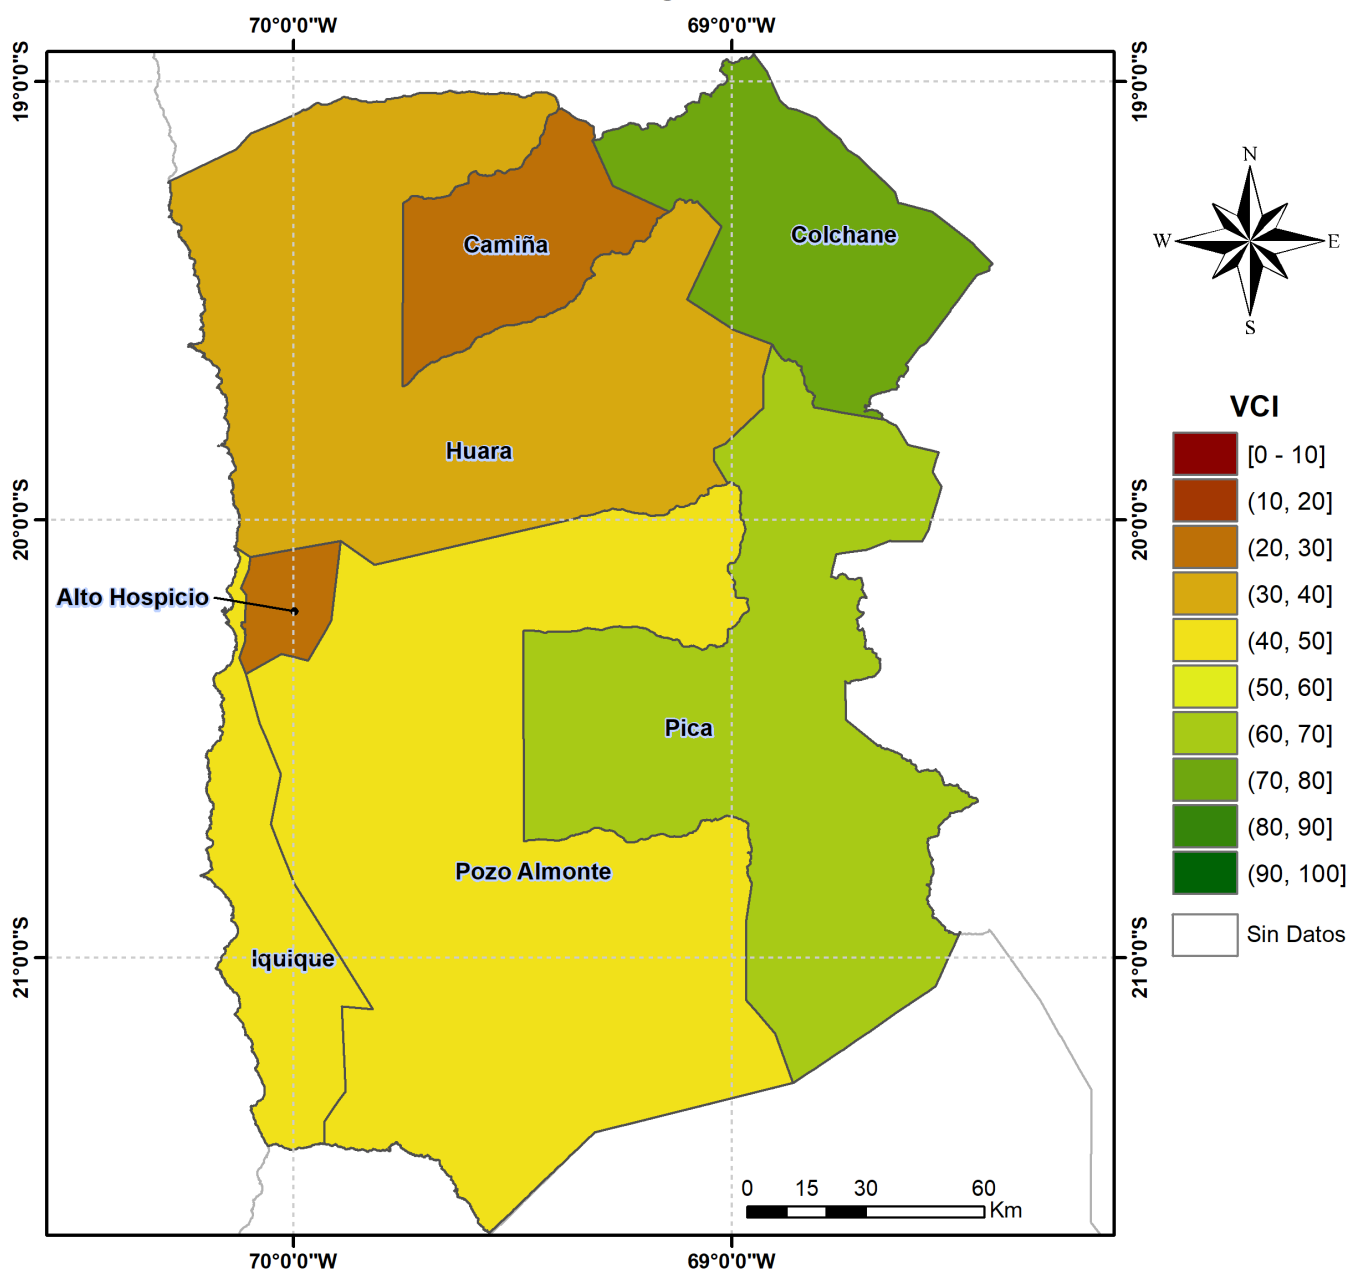 70°0'0"W
69°0'0"W
19°0'0"S
19°0'0"S
N
W
E
S
Camiña
Colchane
VCI
[0 - 10]
(10, 20]
(20, 30]
(30, 40]
(40, 50]
(50, 60]
(60, 70]
(70, 80]
(80, 90]
(90, 100]
Sin Datos
Huara
20°0'0"S
20°0'0"S
Alto Hospicio
Pica
Pozo Almonte
Iquique
21°0'0"S
21°0'0"S
0 15 30 60
Km
70°0'0"W
69°0'0"W